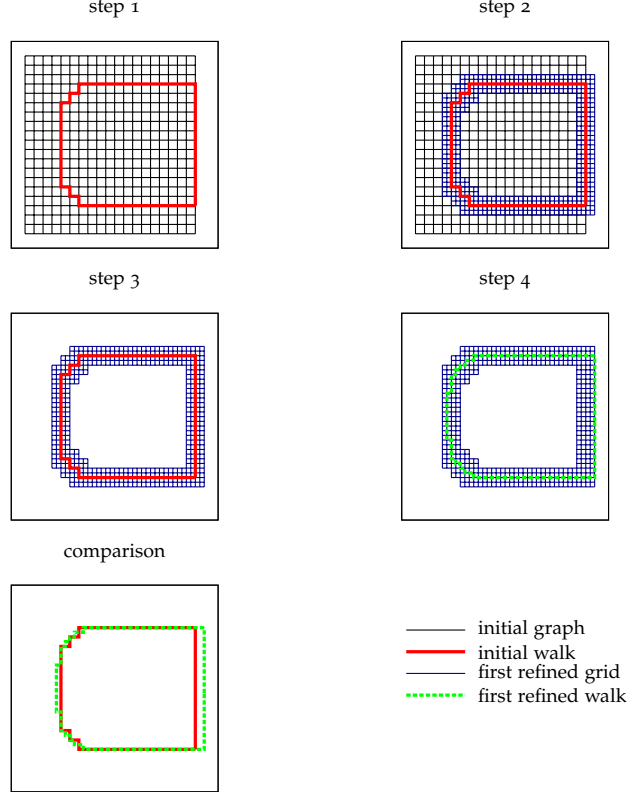 step 1
step 2
step 3
step 4
comparison
initial graph
initial walk
first refined grid
first refined walk